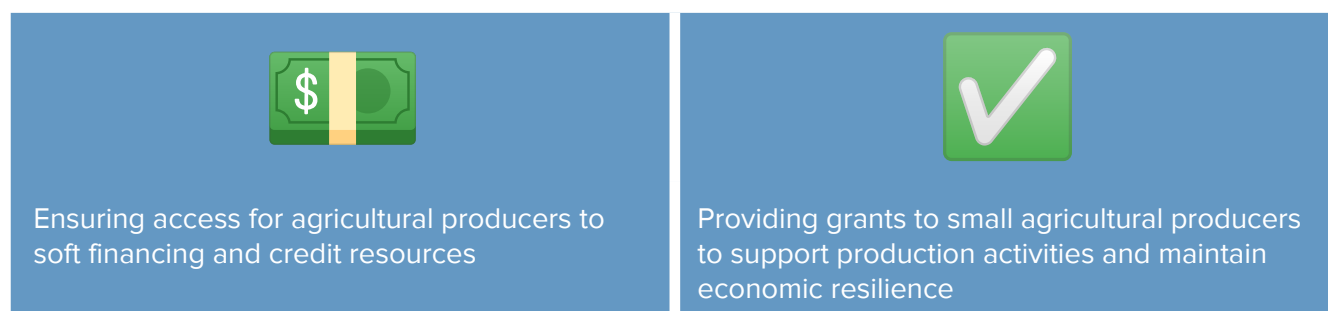 $
Ensuring access for agricultural producers to
soft financing and credit resources
Providing grants to small agricultural producers
to support production activities and maintain
economic resilience